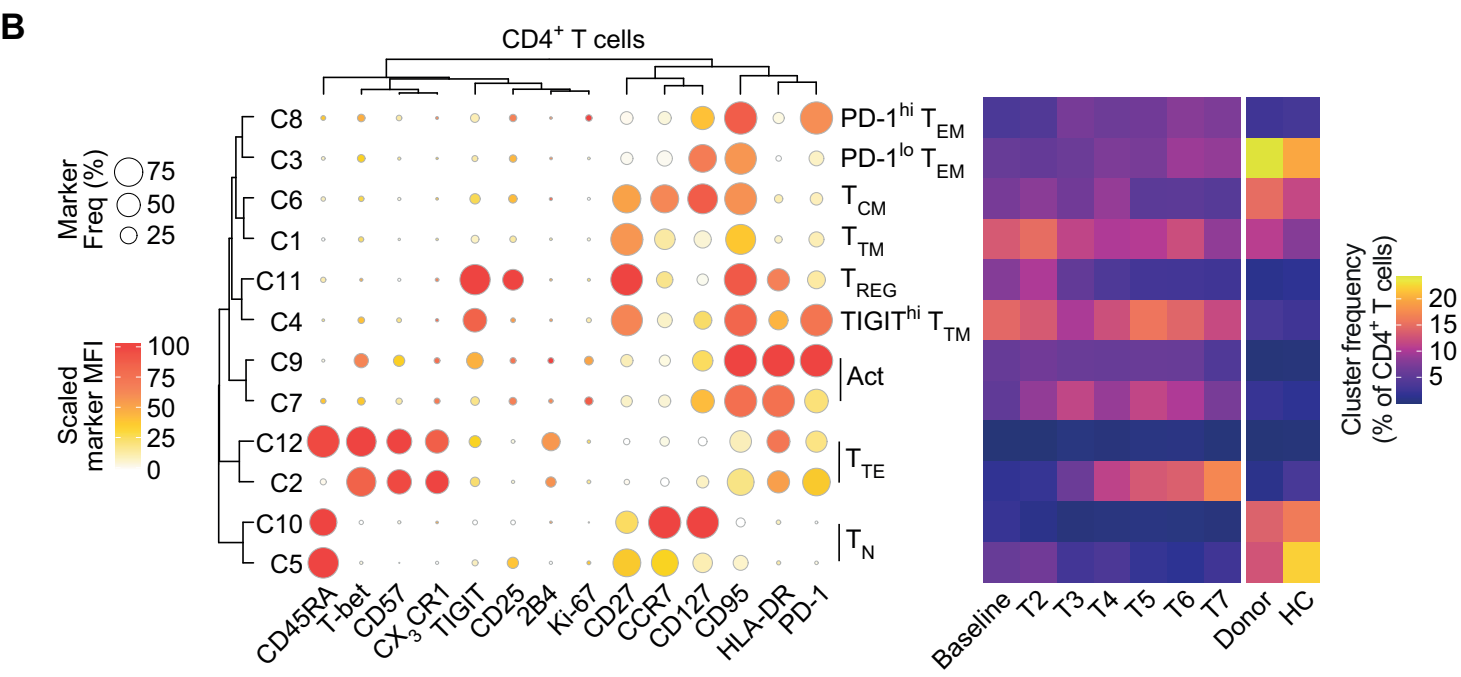 B
CD4+ T cells
C8
C3
C6
C1
C11
C4
C9
C7
C12
C2
C10
C5
PD-1hi TEM
PD-1lo TEM
TCM
TTM
TREG
TIGIThi TTM
Act
TTE
TN
Marker
Freq (%)
75
50
25
Scaled
marker MFI
100
75
50
25
0
CD45RA
T-bet
CD57
CX3CR1
TIGIT
CD25
2B4
Ki-67
CD27
CCR7
CD127
CD95
HLA-DR
PD-1
Baseline
T2
T3
T4
T5
T6
T7
Donor
HC
Cluster frequency
(% of CD4+ T cells)
20
15
10
5